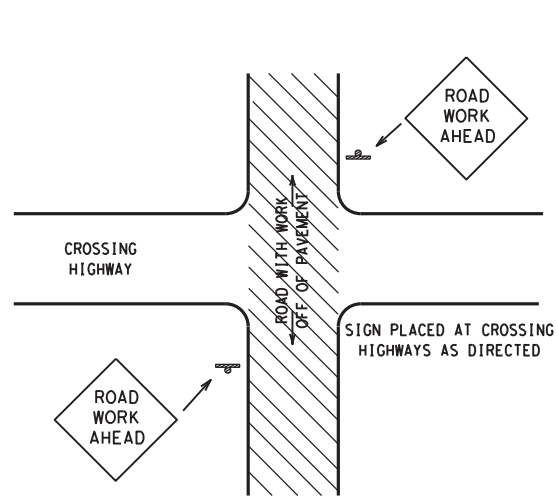 ROAD
WORK
AHEAD
CROSSING
HIGHWAY
ROAD WITH WORK
OFF OF PAVEMENT
SIGN PLACED AT CROSSING
HIGHWAYS AS DIRECTED
ROAD
WORK
AHEAD